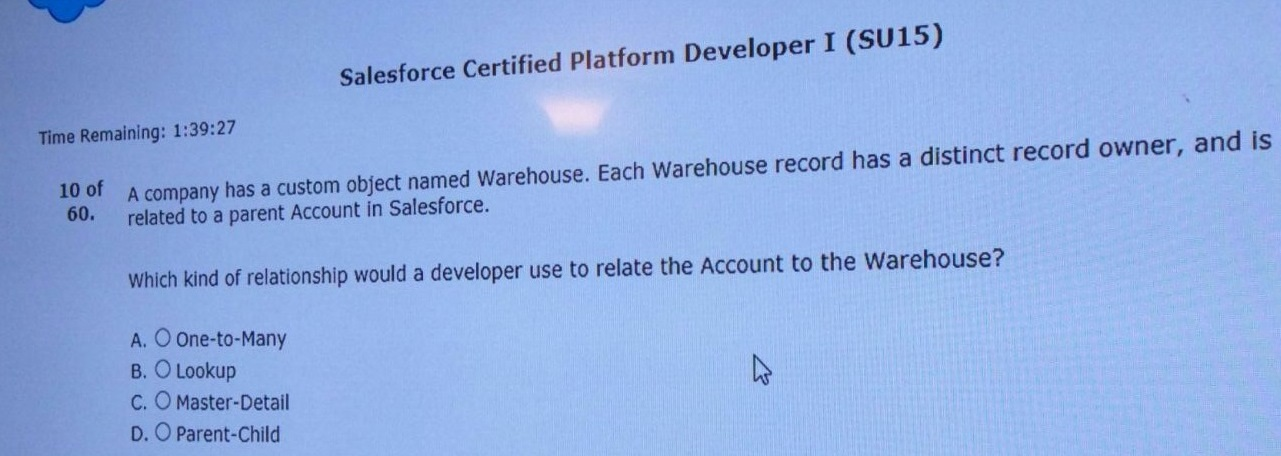 Salesforce Certified Platform Developer I (SU15)
Time Remaining: 1:39:27
10 of 60. A company has a custom object named Warehouse. Each Warehouse record has a distinct record owner, and is
related to a parent Account in Salesforce.
Which kind of relationship would a developer use to relate the Account to the Warehouse?
A. One-to-Many
B. Lookup
C. Master-Detail
D. Parent-Child